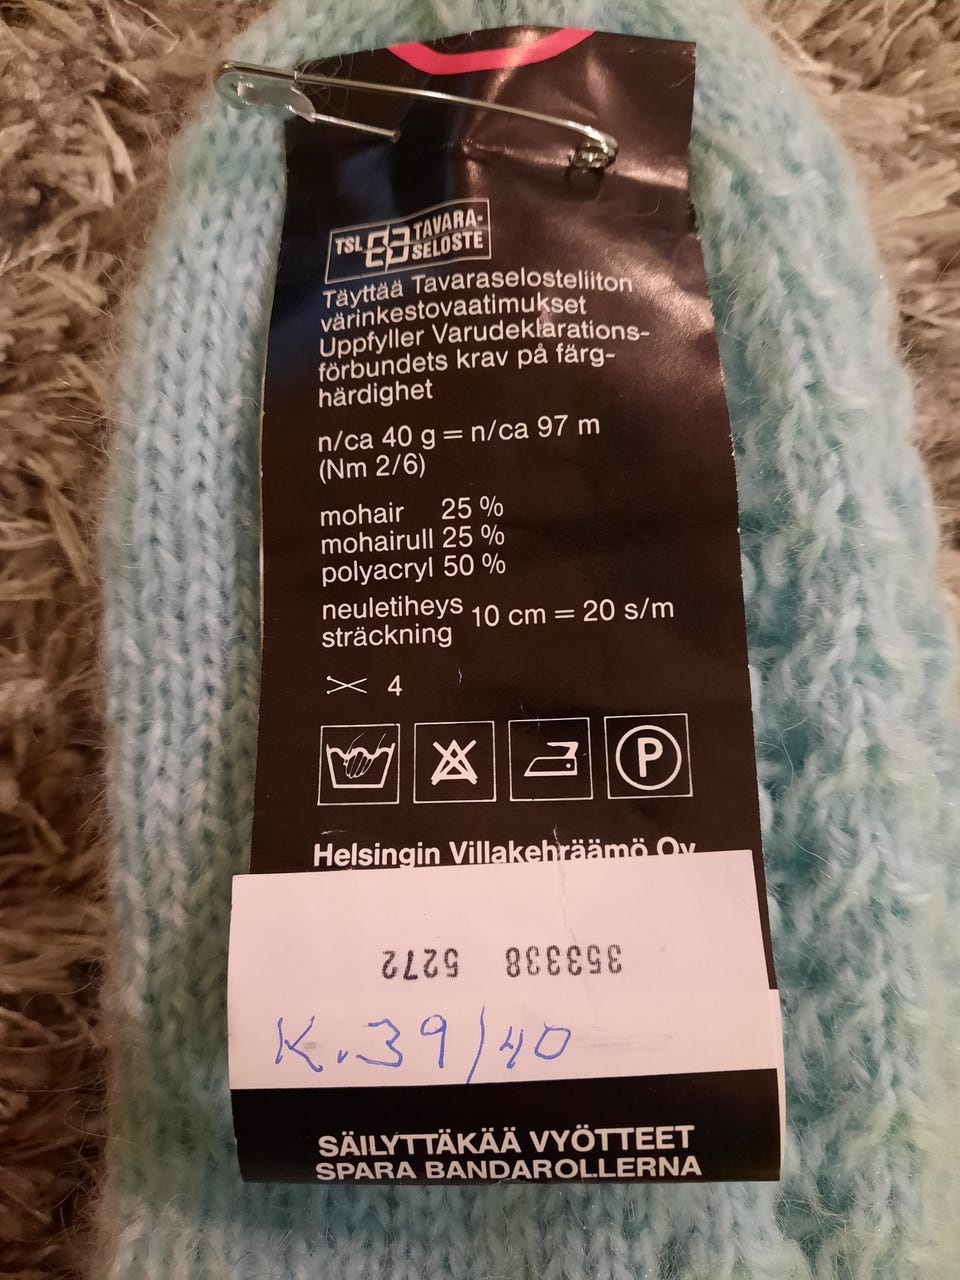 TSL TAVARA-
SELOSTE
Täyttää Tavaraselosteliiton
värinkestovaatimukset
Uppfyller Varudeklarations-
förbundets krav på färg-
härdighet
n/ca 40 g = n/ca 97 m
(Nm 2/6)
mohair 25 %
mohairull 25 %
polyacryl 50 %
neuletiheys
sträckning 10 cm = 20 s/m
4
P
Helsingin Villakehräämö Oy
353338 5272
K. 39/40
SÄILYTTÄKÄÄ VYÖTTEET
SPARA BANDAROLLERNA